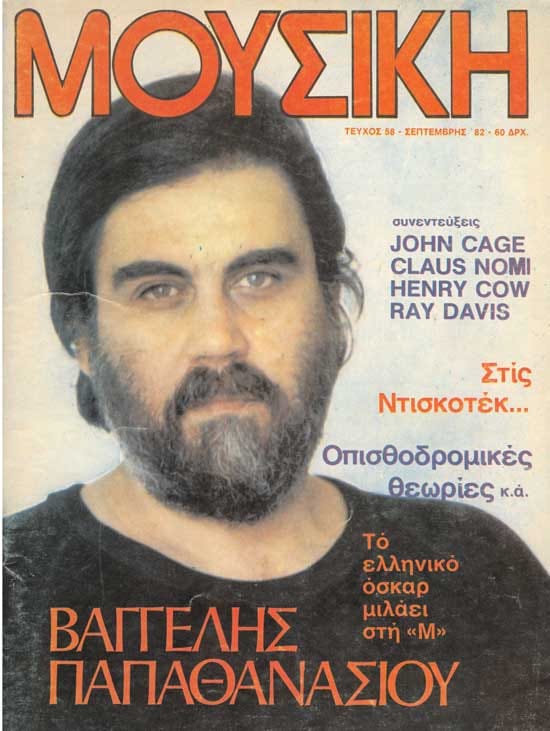 ΜΟΥΣΙΚΗ
ΤΕΥΧΟΣ 58 - ΣΕΠΤΕΜΒΡΗΣ '82 - 60 ΔΡΧ.
συνεντεύξεις
JOHN CAGE
CLAUS NOMI
HENRY COW
RAY DAVIS
Στίς
Ντισκοτέκ...
Οπισθοδρομικές
θεωρίες κ.ά.
Τό
ελληνικό
όσκαρ
μιλάει
στή «Μ»
ΒΑΓΓΕΛΗΣ
ΠΑΠΑΘΑΝΑΣΙΟΥ